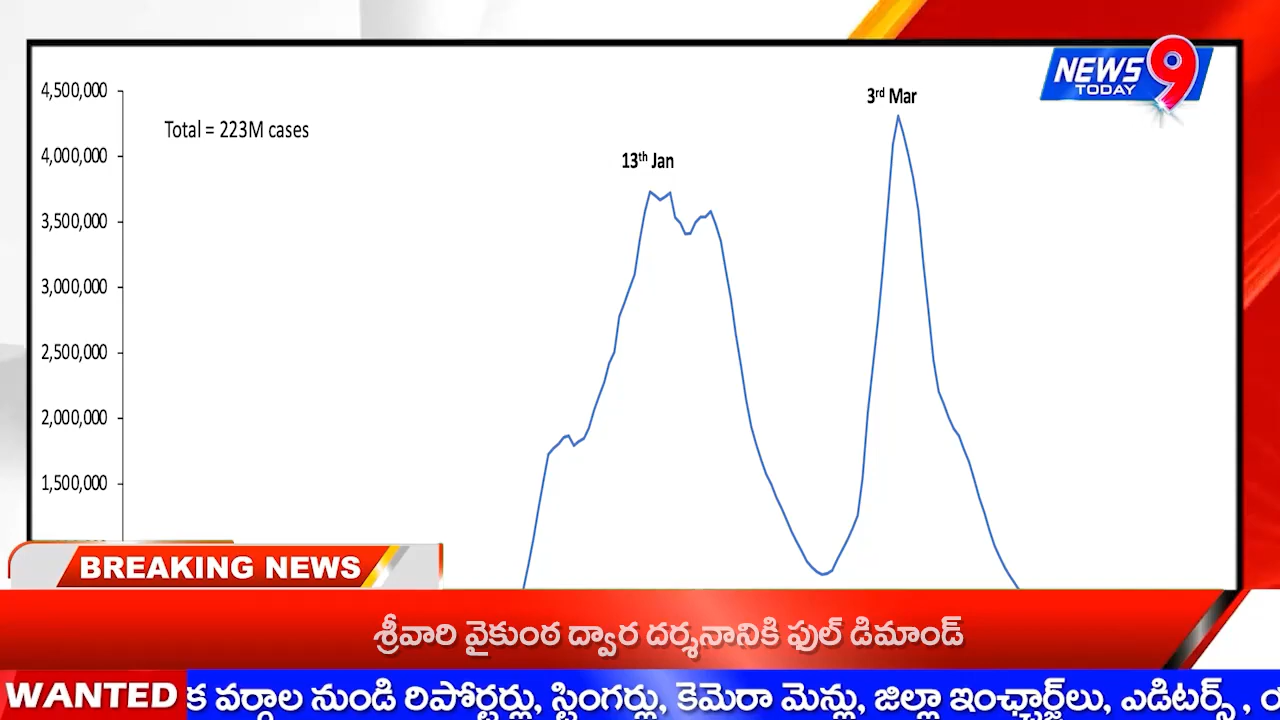 NEWS 9
TODAY
4,500,000
3rd Mar
Total = 223M cases
4,000,000
13th Jan
3,500,000
3,000,000
2,500,000
2,000,000
1,500,000
BREAKING NEWS
శ్రీవారి వైకుంఠ ద్వార దర్శనానికి ఫుల్ డిమాండ్
WANTED క వర్గాల నుండి రిపోర్టర్లు, స్టింగర్లు, కెమెరా మెన్లు, జిల్లా ఇంఛార్జ్‌లు, ఎడిటర్స్ ,